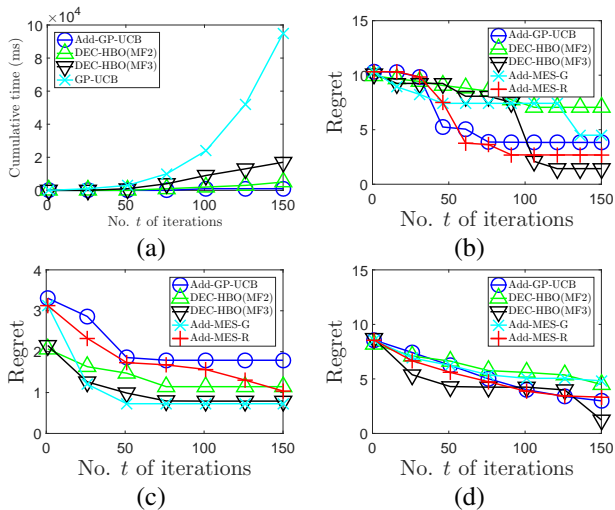 ×10⁴
10
8
6
4
2
0
Cumulative time (ms)
Add-GP-UCB
DEC-HBO(MF2)
DEC-HBO(MF3)
GP-UCB
0 50 100 150
No. t of iterations
(a)
15
10
5
0
Regret
Add-GP-UCB
DEC-HBO(MF2)
DEC-HBO(MF3)
Add-MES-G
Add-MES-R
0 50 100 150
No. t of iterations
(b)
4
3
2
1
0
Regret
Add-GP-UCB
DEC-HBO(MF2)
DEC-HBO(MF3)
Add-MES-G
Add-MES-R
0 50 100 150
No. t of iterations
(c)
15
10
5
0
Regret
Add-GP-UCB
DEC-HBO(MF2)
DEC-HBO(MF3)
Add-MES-G
Add-MES-R
0 50 100 150
No. t of iterations
(d)